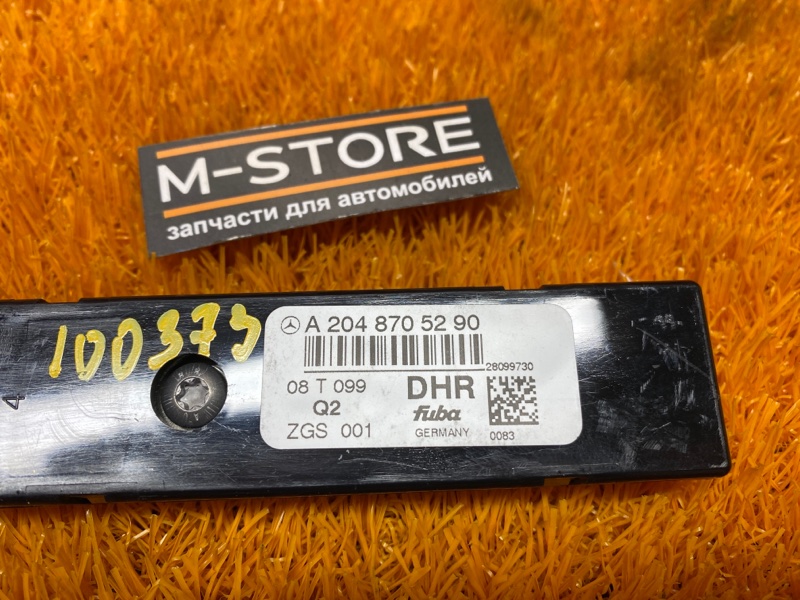 M-STORE
запчасти для автомобилей
100373
4
A 204 870 52 90
28099730
08 T 099
DHR
Q2
fuba
ZGS 001
GERMANY
0083